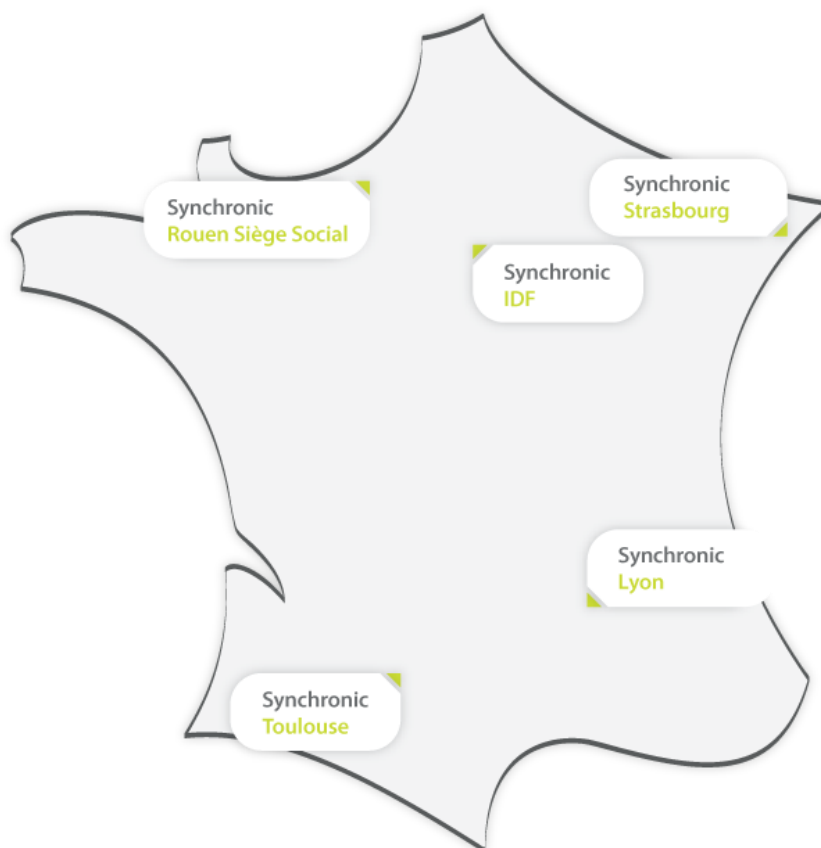 Synchronic
Strasbourg
Synchronic
Rouen Siège Social
Synchronic
IDF
Synchronic
Lyon
Synchronic
Toulouse